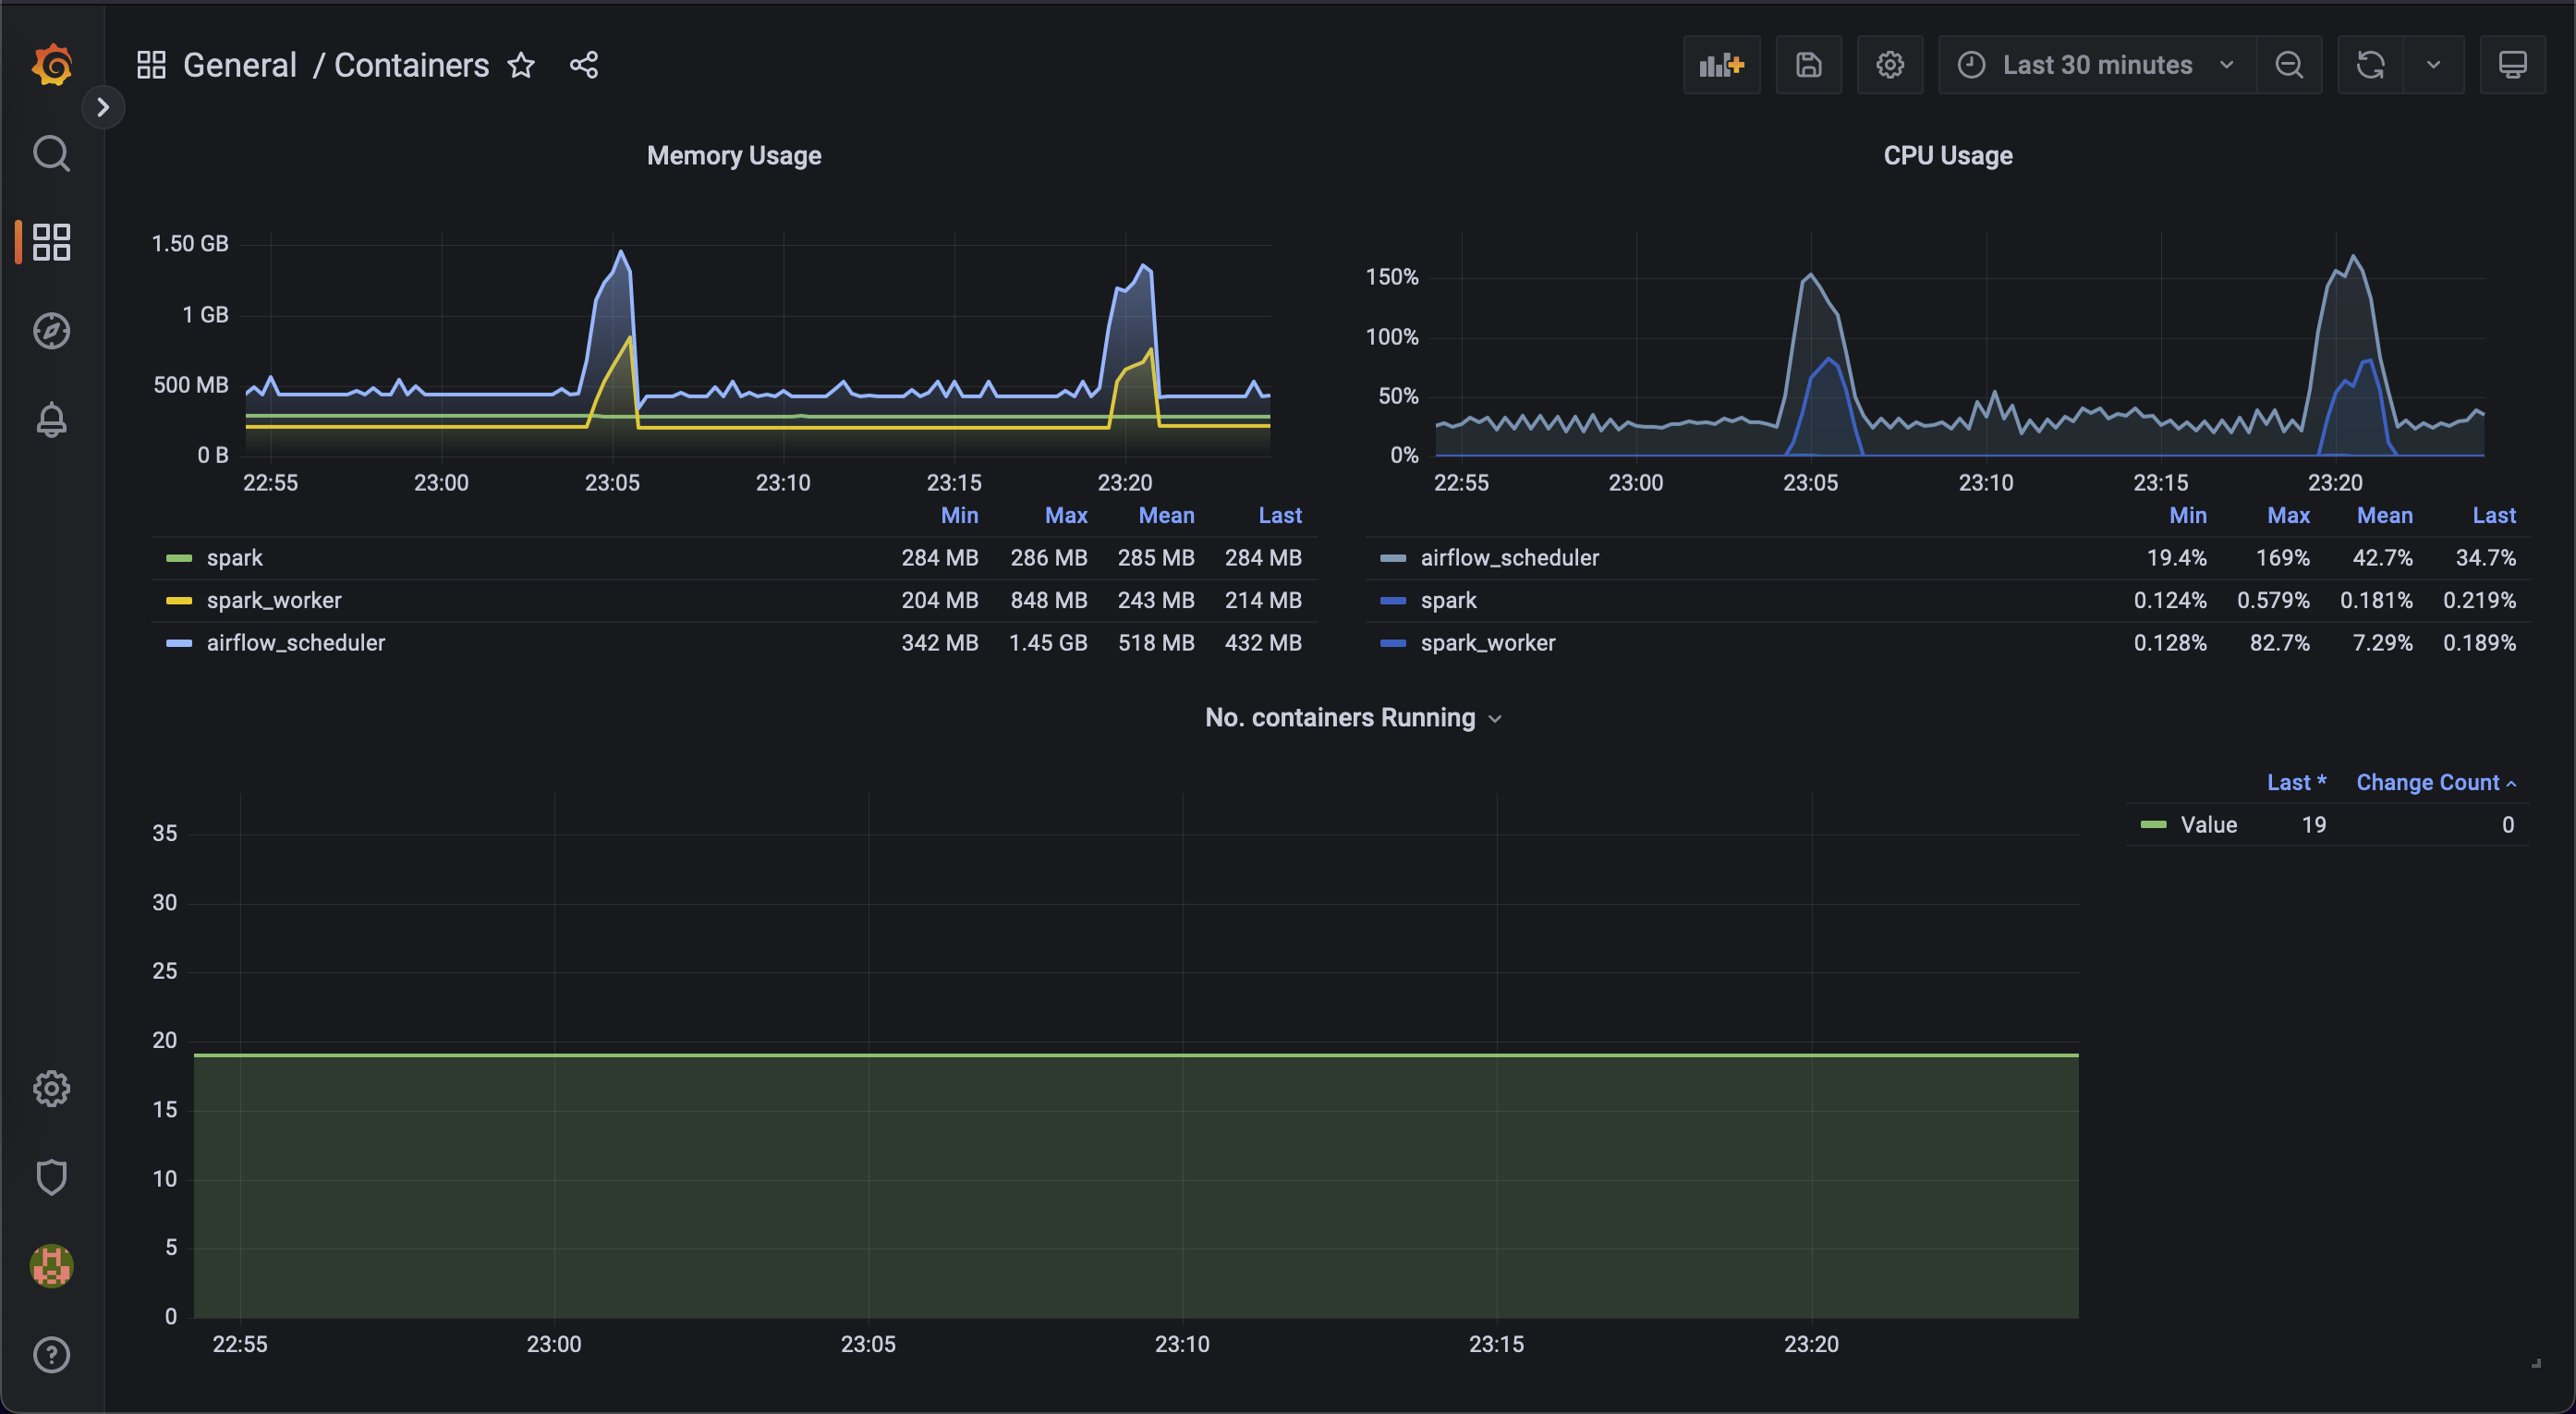 General / Containers
Last 30 minutes
Memory Usage
1.50 GB
1 GB
500 MB
0 B
22:55 23:00 23:05 23:10 23:15 23:20
Min Max Mean Last
spark 284 MB 286 MB 285 MB 284 MB
spark_worker 204 MB 848 MB 243 MB 214 MB
airflow_scheduler 342 MB 1.45 GB 518 MB 432 MB
CPU Usage
150%
100%
50%
0%
22:55 23:00 23:05 23:10 23:15 23:20
Min Max Mean Last
airflow_scheduler 19.4% 169% 42.7% 34.7%
spark 0.124% 0.579% 0.181% 0.219%
spark_worker 0.128% 82.7% 7.29% 0.189%
No. containers Running
35
30
25
20
15
10
5
0
22:55 23:00 23:05 23:10 23:15 23:20
Last * Change Count
Value 19 0